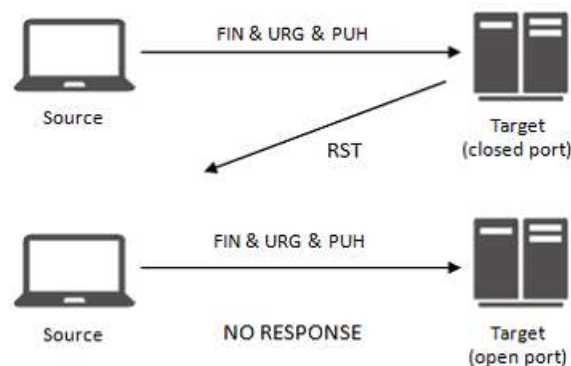 FIN & URG & PUH
Source
Target
(closed port)
RST
FIN & URG & PUH
Source
NO RESPONSE
Target
(open port)